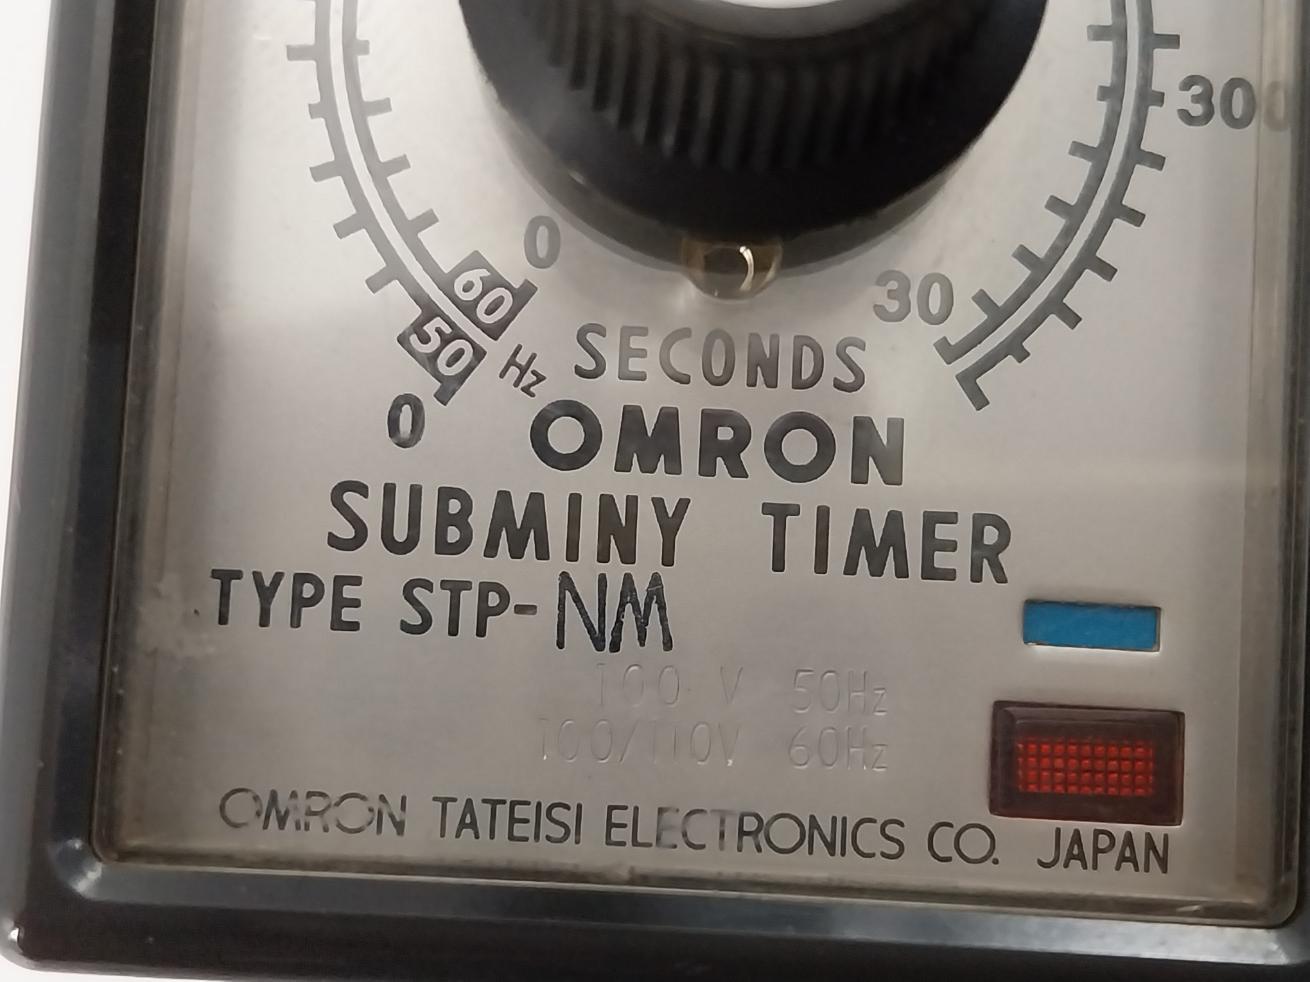 30
0
60
30
50 Hz SECONDS
0 OMRON
SUBMINY TIMER
TYPE STP-NM
100 V 50Hz
100/110V 60Hz
OMRON TATEISI ELECTRONICS CO. JAPAN